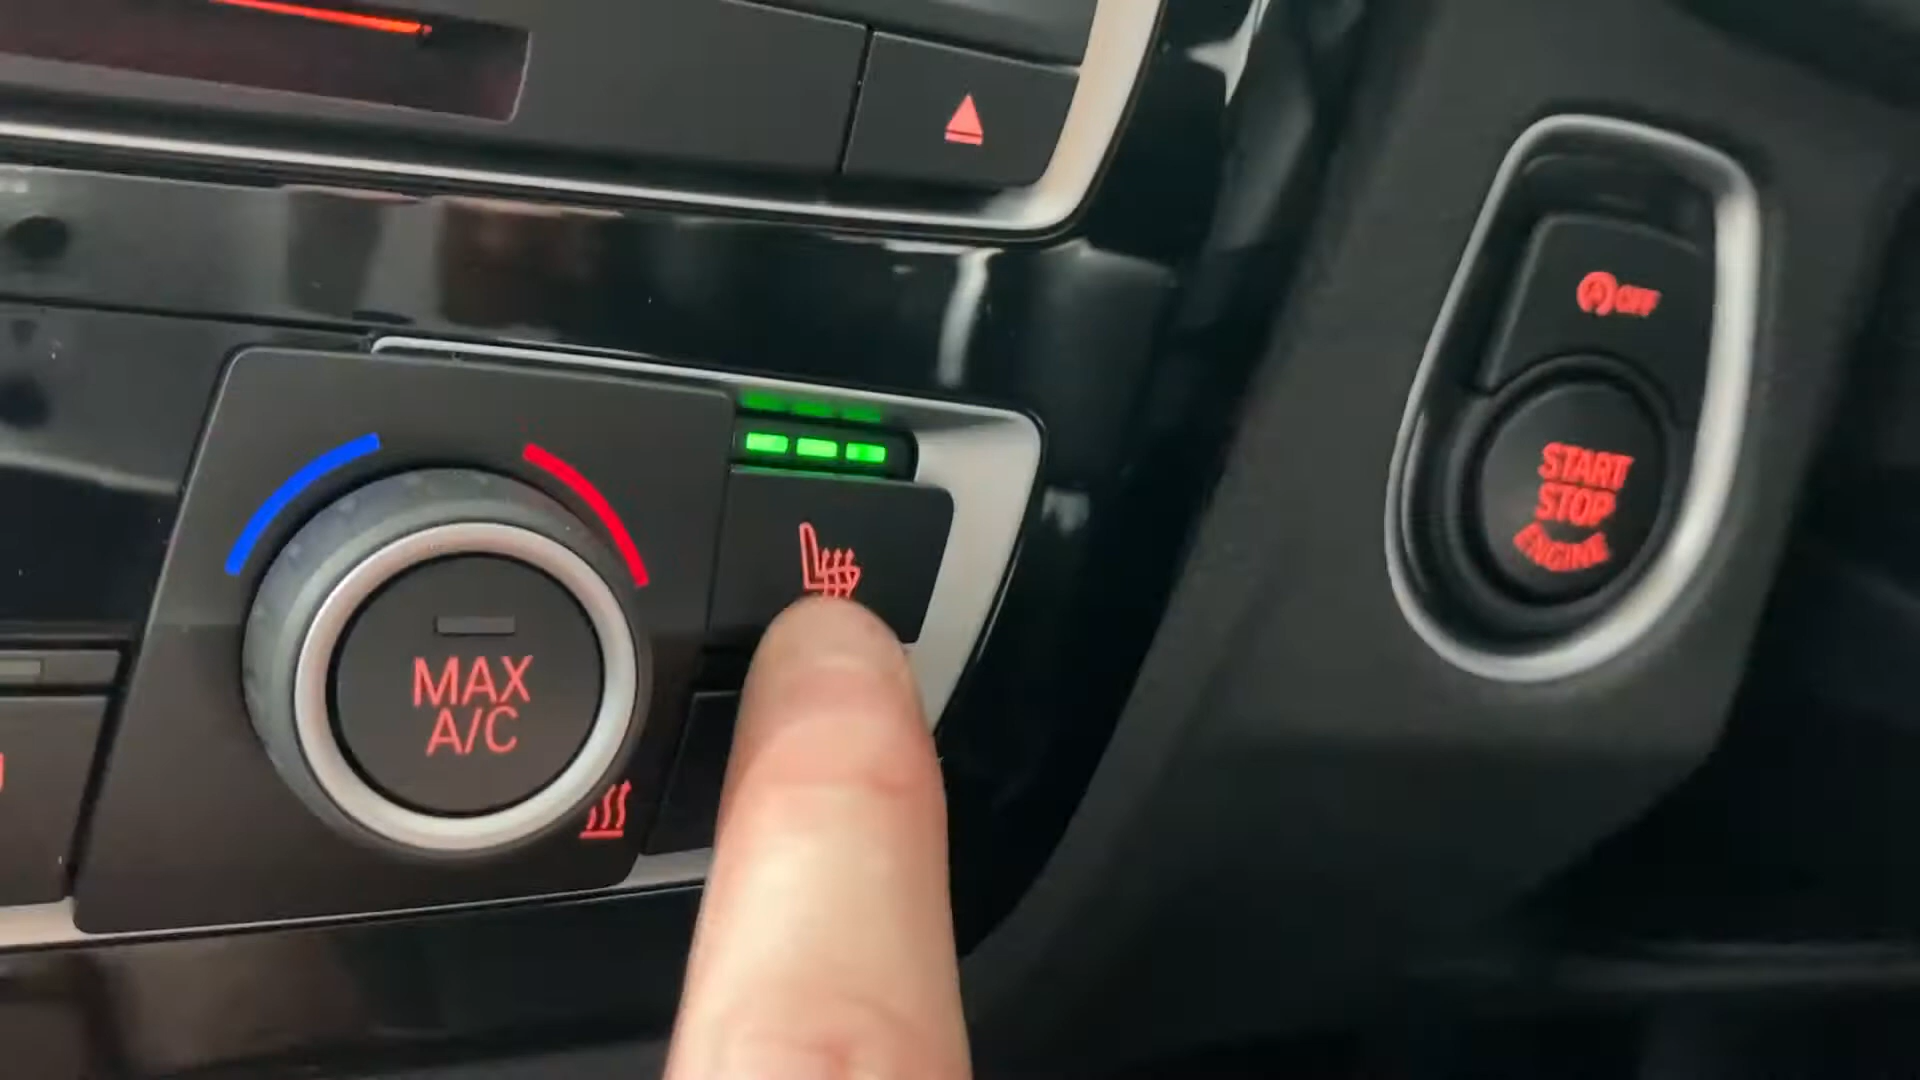 OFF
START
STOP
ENGINE
MAX
A/C